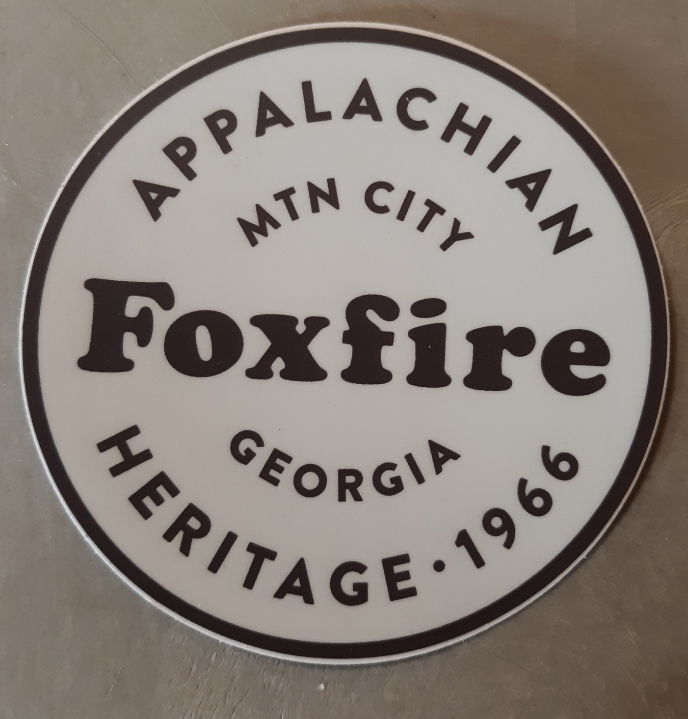 APPALACHIAN
MTN CITY
Foxfire
GEORGIA
HERITAGE · 1966